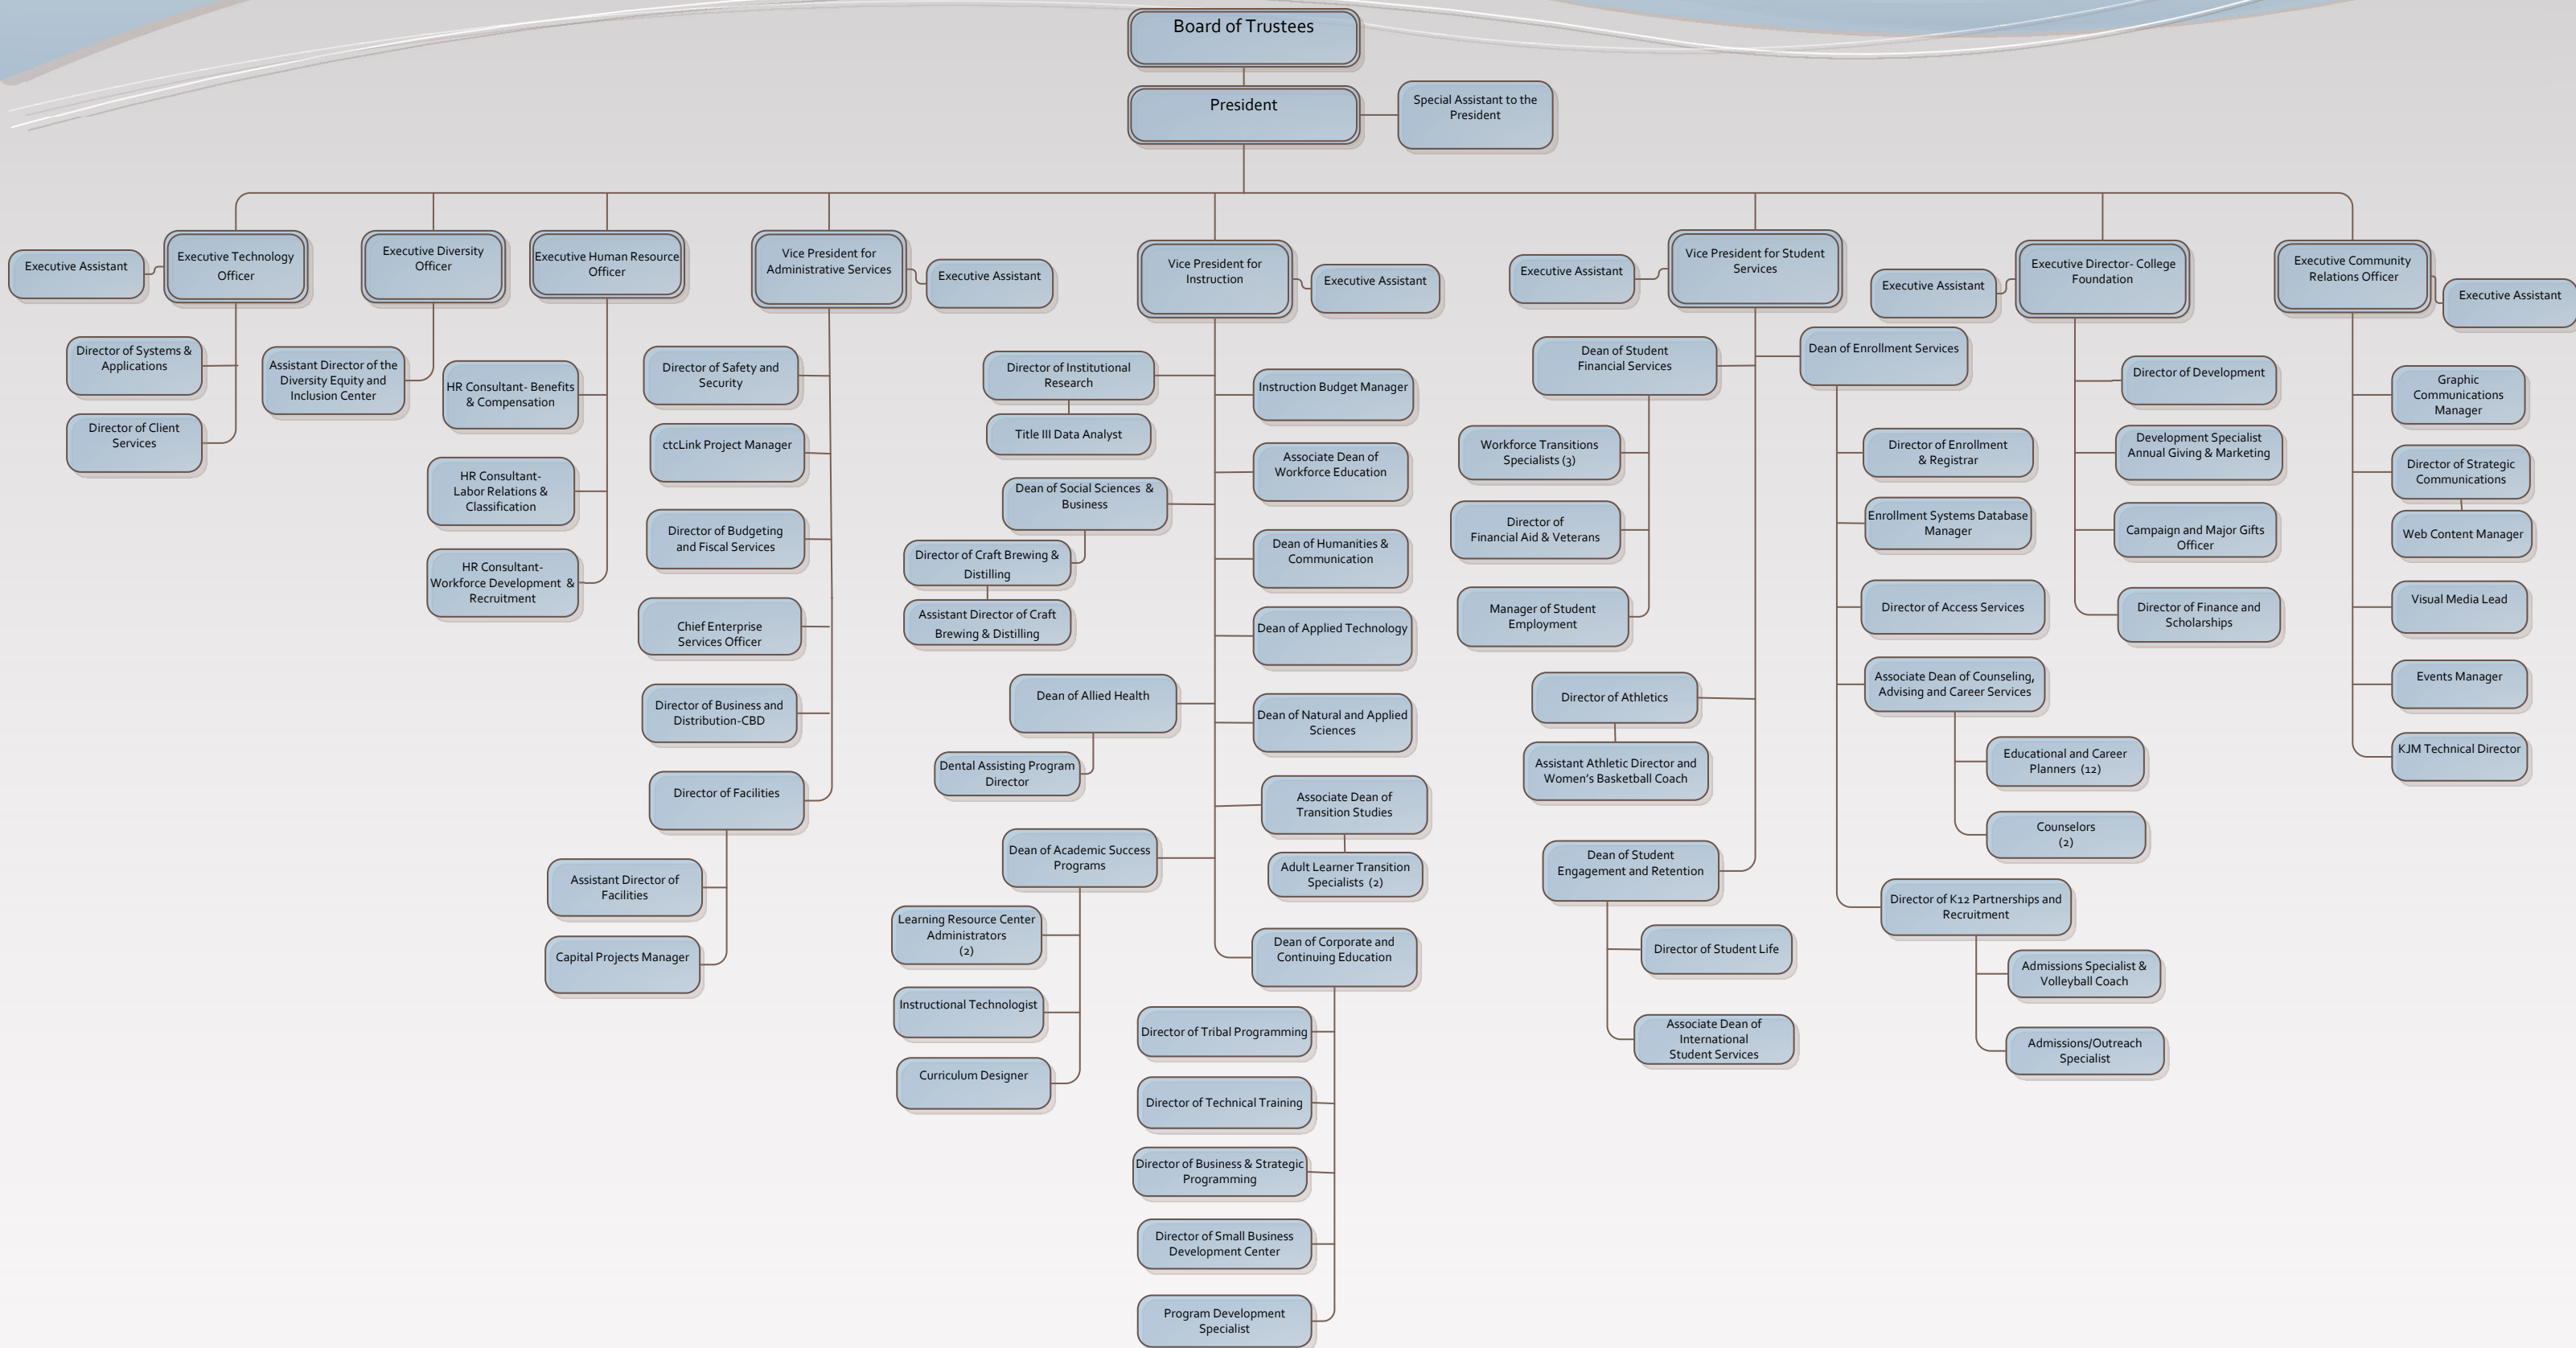 Board of Trustees
President
Special Assistant to the
President
Executive Assistant
Executive Technology
Officer
Director of Systems &
Applications
Director of Client
Services
Executive Diversity
Officer
Assistant Director of the
Diversity Equity and
Inclusion Center
Executive Human Resource
Officer
HR Consultant- Benefits
& Compensation
HR Consultant-
Labor Relations &
Classification
HR Consultant-
Workforce Development &
Recruitment
Vice President for
Administrative Services
Executive Assistant
Director of Safety and
Security
ctcLink Project Manager
Director of Budgeting
and Fiscal Services
Chief Enterprise
Services Officer
Director of Business and
Distribution-CBD
Director of Facilities
Assistant Director of
Facilities
Capital Projects Manager
Vice President for
Instruction
Executive Assistant
Director of Institutional
Research
Title III Data Analyst
Dean of Social Sciences &
Business
Director of Craft Brewing &
Distilling
Assistant Director of Craft
Brewing & Distilling
Dean of Allied Health
Dental Assisting Program
Director
Dean of Academic Success
Programs
Learning Resource Center
Administrators
(2)
Instructional Technologist
Curriculum Designer
Instruction Budget Manager
Associate Dean of
Workforce Education
Dean of Humanities &
Communication
Dean of Applied Technology
Dean of Natural and Applied
Sciences
Associate Dean of
Transition Studies
Adult Learner Transition
Specialists (2)
Dean of Corporate and
Continuing Education
Director of Tribal Programming
Director of Technical Training
Director of Business & Strategic
Programming
Director of Small Business
Development Center
Program Development
Specialist
Executive Assistant
Vice President for Student
Services
Dean of Student
Financial Services
Workforce Transitions
Specialists (3)
Director of
Financial Aid & Veterans
Manager of Student
Employment
Director of Athletics
Assistant Athletic Director and
Women’s Basketball Coach
Dean of Student
Engagement and Retention
Director of Student Life
Associate Dean of
International
Student Services
Dean of Enrollment Services
Director of Enrollment
& Registrar
Enrollment Systems Database
Manager
Director of Access Services
Associate Dean of Counseling,
Advising and Career Services
Educational and Career
Planners (12)
Counselors
(2)
Director of K12 Partnerships and
Recruitment
Admissions Specialist &
Volleyball Coach
Admissions/Outreach
Specialist
Executive Assistant
Executive Director- College
Foundation
Director of Development
Development Specialist
Annual Giving & Marketing
Campaign and Major Gifts
Officer
Director of Finance and
Scholarships
Executive Community
Relations Officer
Executive Assistant
Graphic
Communications
Manager
Director of Strategic
Communications
Web Content Manager
Visual Media Lead
Events Manager
KJM Technical Director